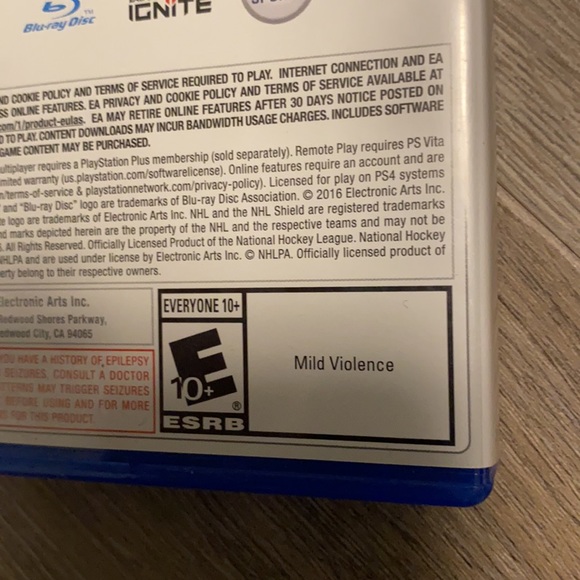 Blu-ray Disc™
IGNITE
ND COOKIE POLICY AND TERMS OF SERVICE REQUIRED TO PLAY. INTERNET CONNECTION AND EA
SS ONLINE FEATURES. EA PRIVACY AND COOKIE POLICY AND TERMS OF SERVICE AVAILABLE AT
com/1/product-eulas. EA MAY RETIRE ONLINE FEATURES AFTER 30 DAYS NOTICE POSTED ON
D TO PLAY. CONTENT DOWNLOADS MAY INCUR BANDWIDTH USAGE CHARGES. INCLUDES SOFTWARE
GAME CONTENT MAY BE PURCHASED.
ultiplayer requires a PlayStation Plus membership (sold separately). Remote Play requires PS Vita
mited warranty (us.playstation.com/softwarelicense). Online features require an account and are
/terms-of-service & playstationnetwork.com/privacy-policy). Licensed for play on PS4 systems
and "Blu-ray Disc" logo are trademarks of Blu-ray Disc Association. © 2016 Electronic Arts Inc.
e logo are trademarks of Electronic Arts Inc. NHL and the NHL Shield are registered trademarks
d marks depicted herein are the property of the NHL and the respective teams and may not be
. All Rights Reserved. Officially Licensed Product of the National Hockey League. National Hockey
NHLPA and are used under license by Electronic Arts Inc. © NHLPA. Officially licensed product of
erty belong to their respective owners.
Electronic Arts Inc.
Redwood Shores Parkway,
edwood City, CA 94065
YOU HAVE A HISTORY OF EPILEPSY
SEIZURES, CONSULT A DOCTOR
TTERNS MAY TRIGGER SEIZURES
BEFORE USING AND FOR MORE
FOR THIS PRODUCT.
EVERYONE 10+
E
10+
®
ESRB
Mild Violence